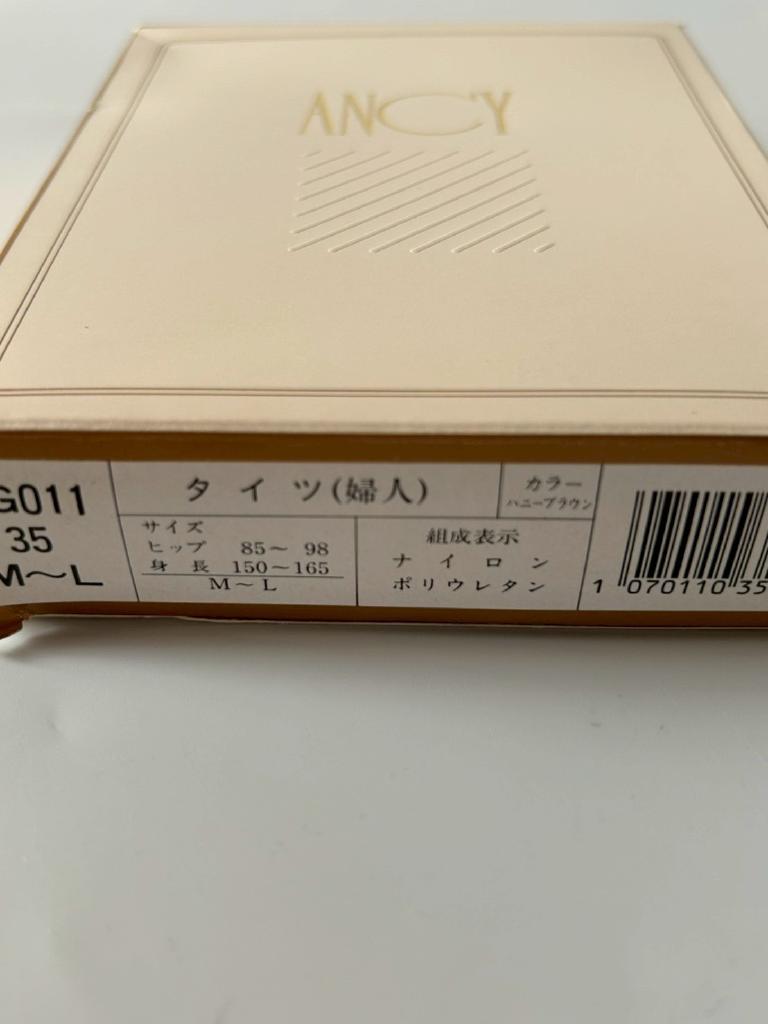 ANCY
G011
35
M〜L
タイツ(婦人)
カラー
ハニーブラウン
サイズ
ヒップ 85〜 98
身長 150〜165
M〜L
組成表示
ナイロン
ポリウレタン
1 070110 35